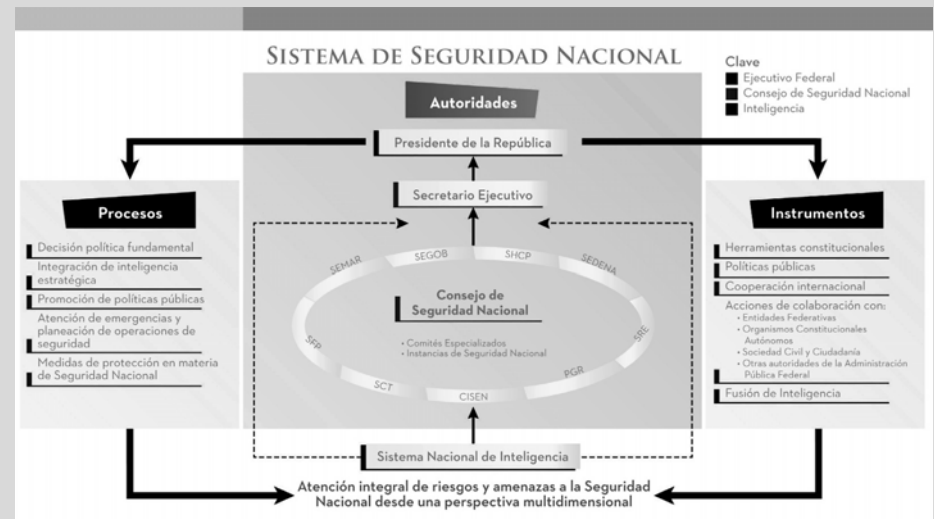 SISTEMA DE SEGURIDAD NACIONAL
Clave
Ejecutivo Federal
Consejo de Seguridad Nacional
Inteligencia
Autoridades
Presidente de la República
Secretario Ejecutivo
Procesos
Decisión política fundamental
Integración de inteligencia
estratégica
Promoción de políticas públicas
Atención de emergencias y
planeación de operaciones de
seguridad
Medidas de protección en materia
de Seguridad Nacional
SEMAR
SEGOB
SHCP
SEDENA
SRE
PGR
CISEN
SCT
SFP
Consejo de
Seguridad Nacional
• Comités Especializados
• Instancias de Seguridad Nacional
Instrumentos
Herramientas constitucionales
Políticas públicas
Cooperación internacional
Acciones de colaboración con:
• Entidades Federativas
• Organismos Constitucionales
Autónomos
• Sociedad Civil y Ciudadanía
• Otras autoridades de la Administración
Pública Federal
Fusión de Inteligencia
Sistema Nacional de Inteligencia
Atención integral de riesgos y amenazas a la Seguridad
Nacional desde una perspectiva multidimensional